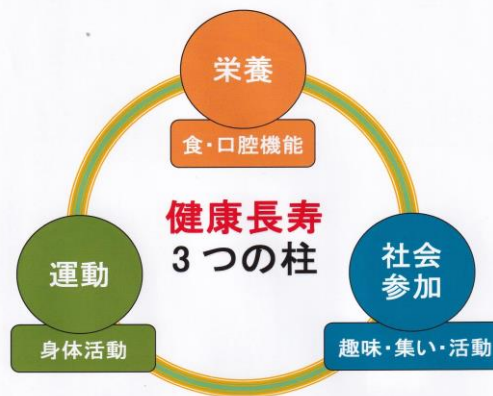 栄養
食・口腔機能
健康長寿
3つの柱
運動
身体活動
社会
参加
趣味・集い・活動